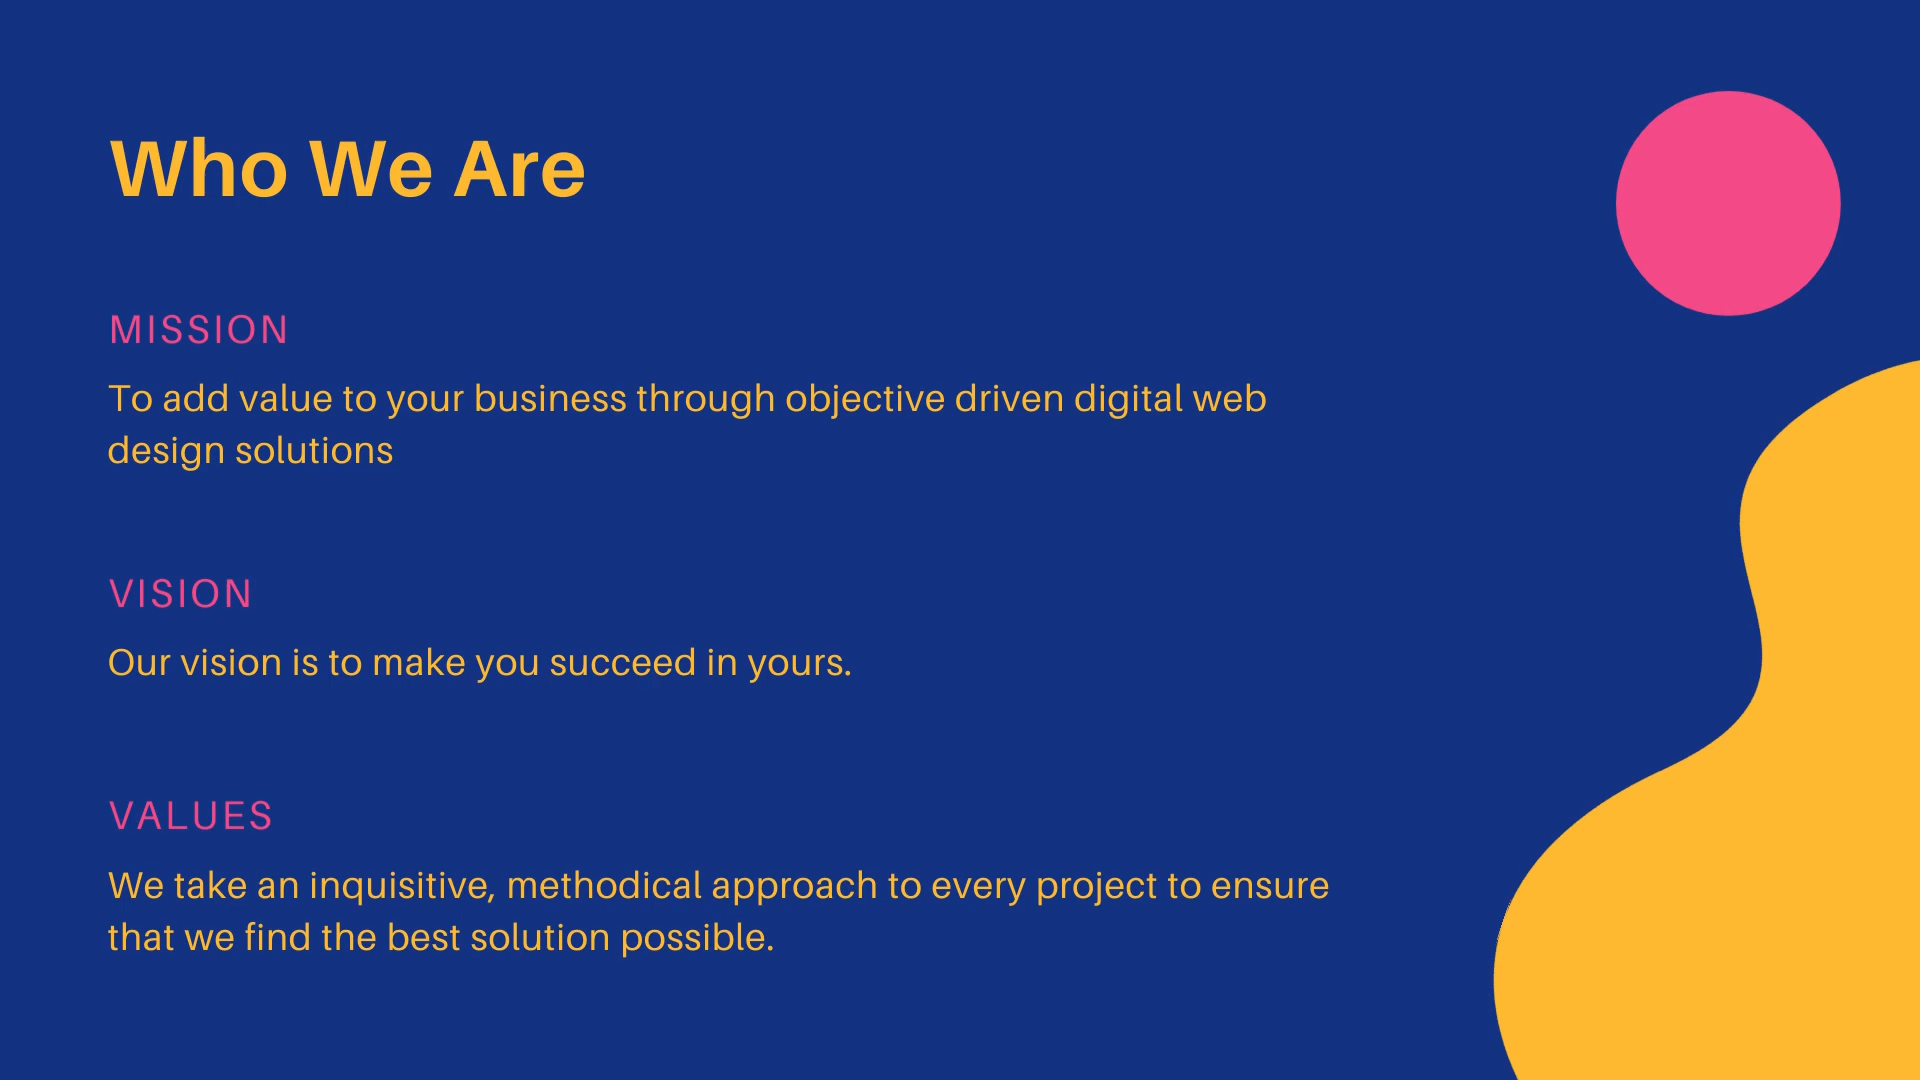 Who We Are
MISSION
To add value to your business through objective driven digital web
design solutions
VISION
Our vision is to make you succeed in yours.
VALUES
We take an inquisitive, methodical approach to every project to ensure
that we find the best solution possible.